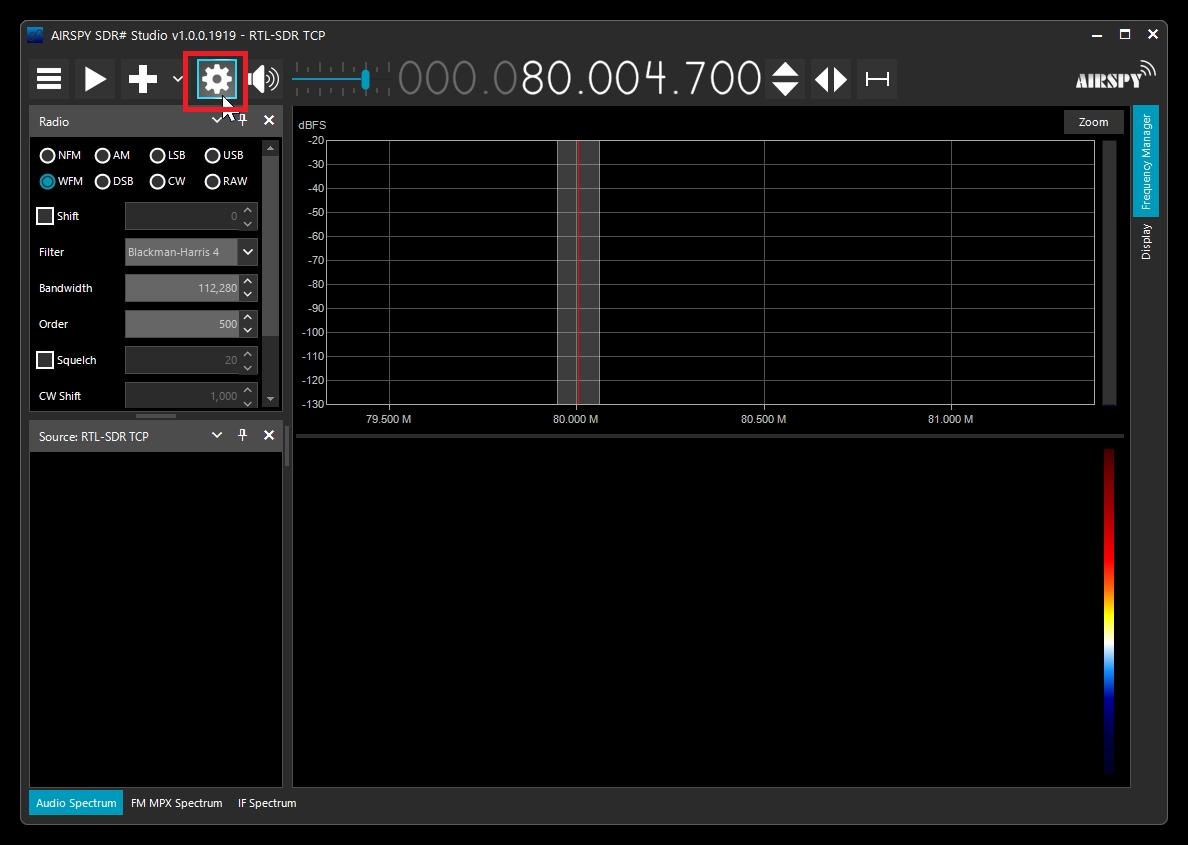 AIRSPY SDR# Studio v1.0.0.1919 - RTL-SDR TCP
000.080.004.700
AIRSPY
Radio
NFM AM LSB USB
WFM DSB CW RAW
Shift 0
Filter Blackman-Harris 4
Bandwidth 112,280
Order 500
Squelch 20
CW Shift 1,000
Source: RTL-SDR TCP
dBFS
Zoom
-20
-30
-40
-50
-60
-70
-80
-90
-100
-110
-120
-130
79.500 M 80.000 M 80.500 M 81.000 M
Frequency Manager
Display
Audio Spectrum FM MPX Spectrum IF Spectrum